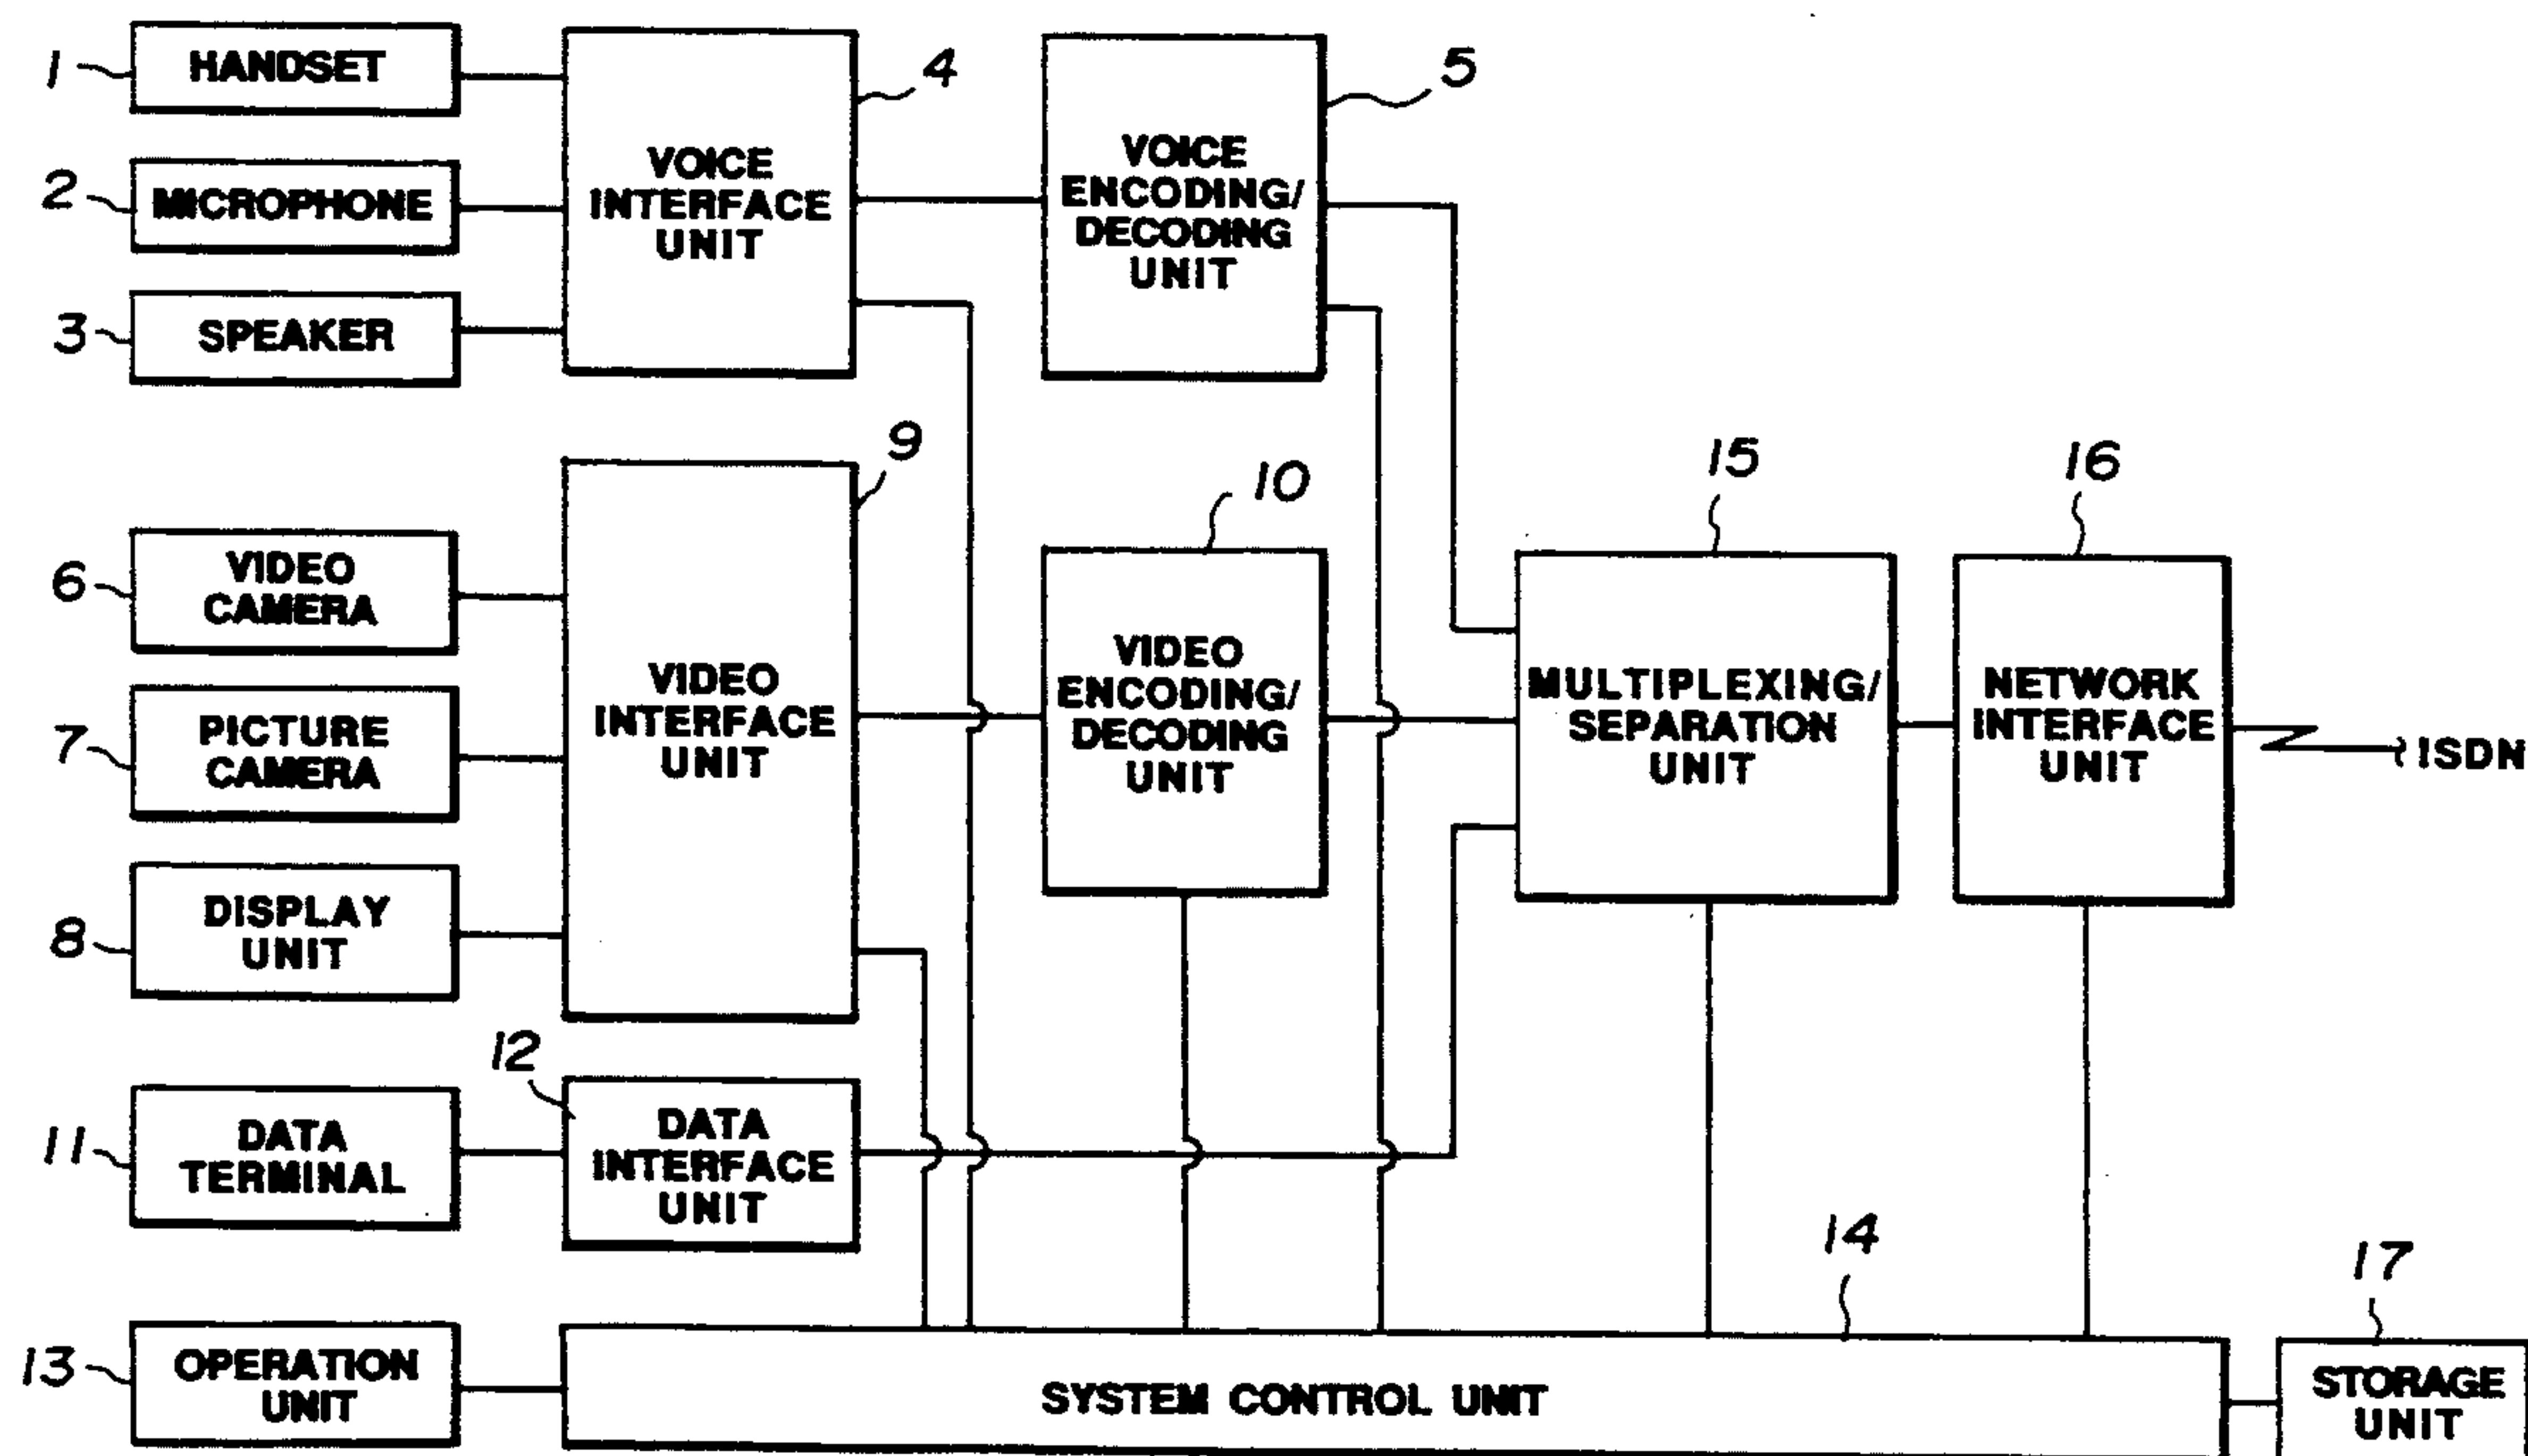 1
HANDSET
2
MICROPHONE
3
SPEAKER
4
VOICE
INTERFACE
UNIT
5
VOICE
ENCODING/
DECODING
UNIT
6
VIDEO
CAMERA
7
PICTURE
CAMERA
8
DISPLAY
UNIT
9
VIDEO
INTERFACE
UNIT
10
VIDEO
ENCODING/
DECODING
UNIT
15
MULTIPLEXING/
SEPARATION
UNIT
16
NETWORK
INTERFACE
UNIT
ISDN
11
DATA
TERMINAL
12
DATA
INTERFACE
UNIT
13
OPERATION
UNIT
14
SYSTEM CONTROL UNIT
17
STORAGE
UNIT